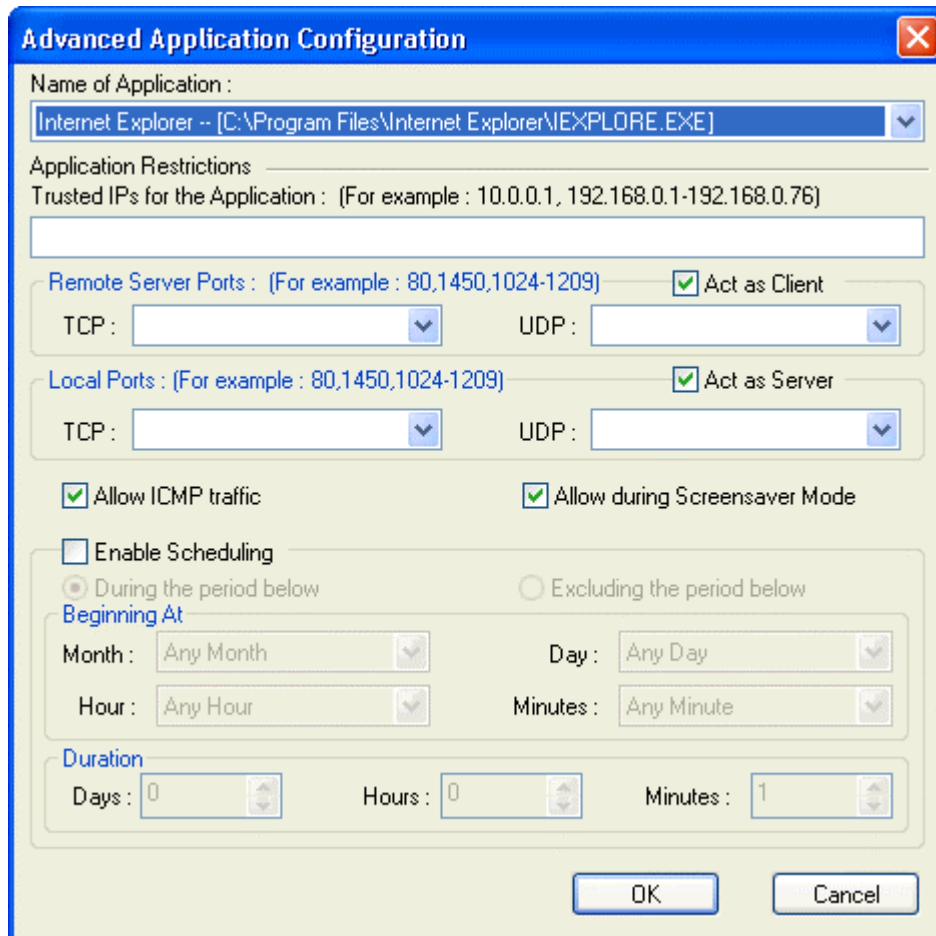 Advanced Application Configuration
Name of Application :
Internet Explorer -- [C:\Program Files\Internet Explorer\IEXPLORE.EXE]
Application Restrictions
Trusted IPs for the Application : (For example : 10.0.0.1, 192.168.0.1-192.168.0.76)
Remote Server Ports : (For example : 80,1450,1024-1209) Act as Client
TCP : UDP :
Local Ports : (For example : 80,1450,1024-1209) Act as Server
TCP : UDP :
Allow ICMP traffic Allow during Screensaver Mode
Enable Scheduling
During the period below Excluding the period below
Beginning At
Month : Any Month Day : Any Day
Hour : Any Hour Minutes : Any Minute
Duration
Days : 0 Hours : 0 Minutes : 1
OK Cancel